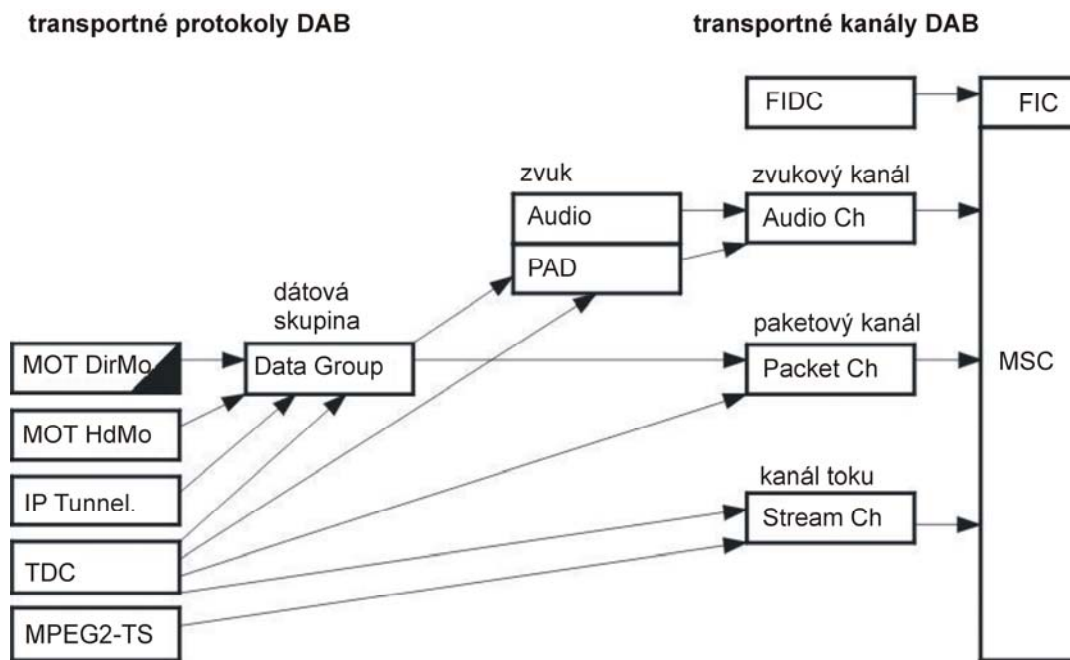 transportné protokoly DAB
transportné kanály DAB
FIDC
FIC
zvuk
zvukový kanál
Audio
Audio Ch
PAD
dátová
skupina
paketový kanál
MOT DirMo
Data Group
Packet Ch
MSC
MOT HdMo
kanál toku
IP Tunnel.
Stream Ch
TDC
MPEG2-TS